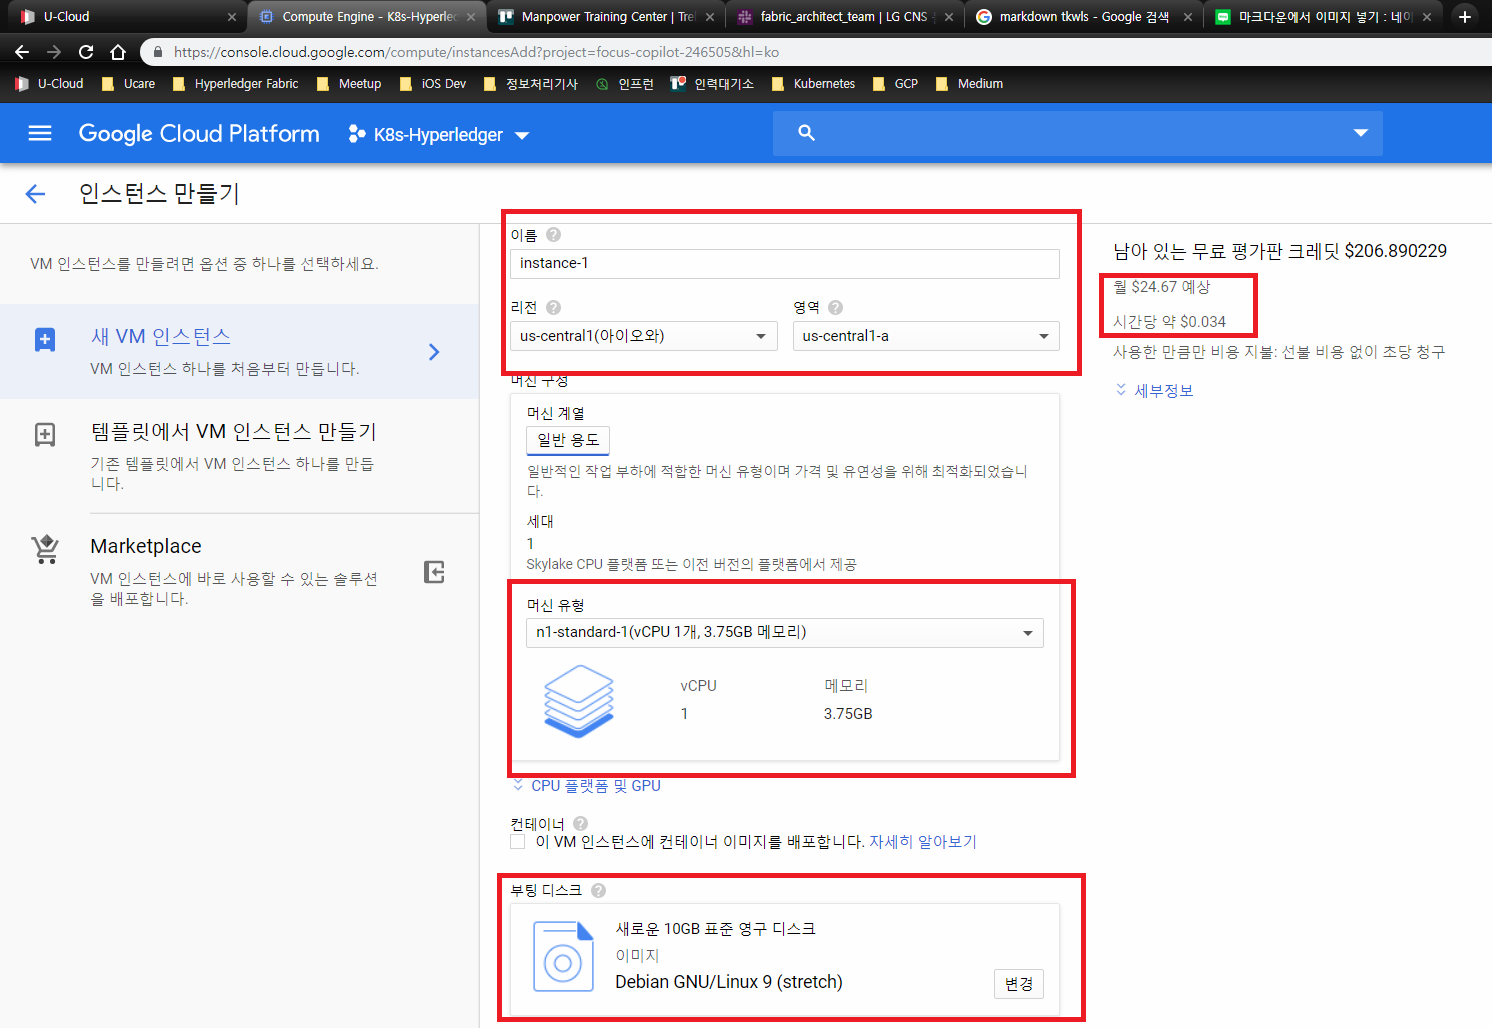 U-Cloud
Compute Engine - K8s-Hyperled
Manpower Training Center | Trel
fabric_architect_team | LG CNS
markdown tkwls - Google 검색
마크다운에서 이미지 넣기 : 네이
https://console.cloud.google.com/compute/instancesAdd?project=focus-copilot-246505&hl=ko
U-Cloud
Ucare
Hyperledger Fabric
Meetup
iOS Dev
정보처리기사
인프런
인력대기소
Kubernetes
GCP
Medium
Google Cloud Platform
K8s-Hyperledger
인스턴스 만들기
VM 인스턴스를 만들려면 옵션 중 하나를 선택하세요.
새 VM 인스턴스
VM 인스턴스 하나를 처음부터 만듭니다.
템플릿에서 VM 인스턴스 만들기
기존 템플릿에서 VM 인스턴스 하나를 만듭
니다.
Marketplace
VM 인스턴스에 바로 사용할 수 있는 솔루션
을 배포합니다.
이름
instance-1
리전
영역
us-central1(아이오와)
us-central1-a
머신 구성
머신 계열
일반 용도
일반적인 작업 부하에 적합한 머신 유형이며 가격 및 유연성을 위해 최적화되었습니
다.
세대
1
Skylake CPU 플랫폼 또는 이전 버전의 플랫폼에서 제공
머신 유형
n1-standard-1(vCPU 1개, 3.75GB 메모리)
vCPU
메모리
1
3.75GB
CPU 플랫폼 및 GPU
컨테이너
이 VM 인스턴스에 컨테이너 이미지를 배포합니다. 자세히 알아보기
부팅 디스크
새로운 10GB 표준 영구 디스크
이미지
Debian GNU/Linux 9 (stretch)
변경
남아 있는 무료 평가판 크레딧 $206.890229
월 $24.67 예상
시간당 약 $0.034
사용한 만큼만 비용 지불: 선불 비용 없이 초당 청구
세부정보